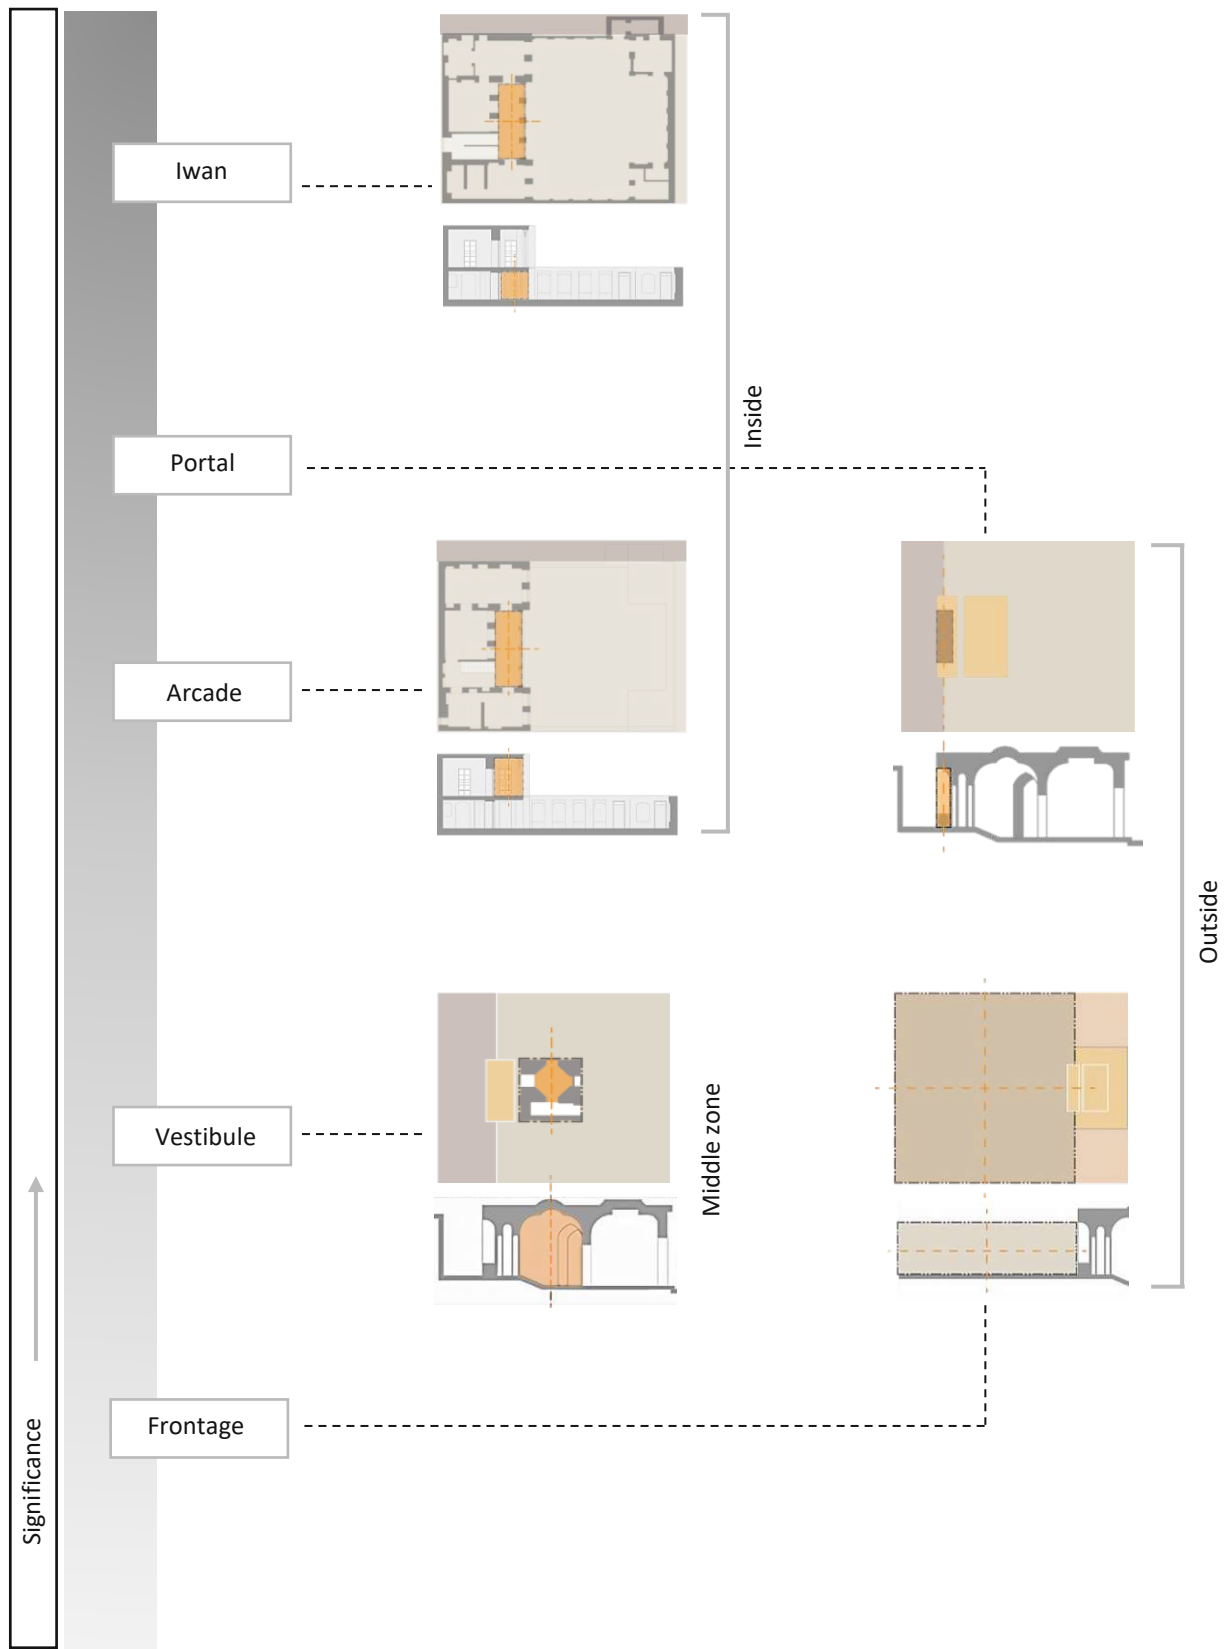 Iwan
Portal
Inside
Arcade
Outside
Vestibule
Middle zone
Frontage
Significance